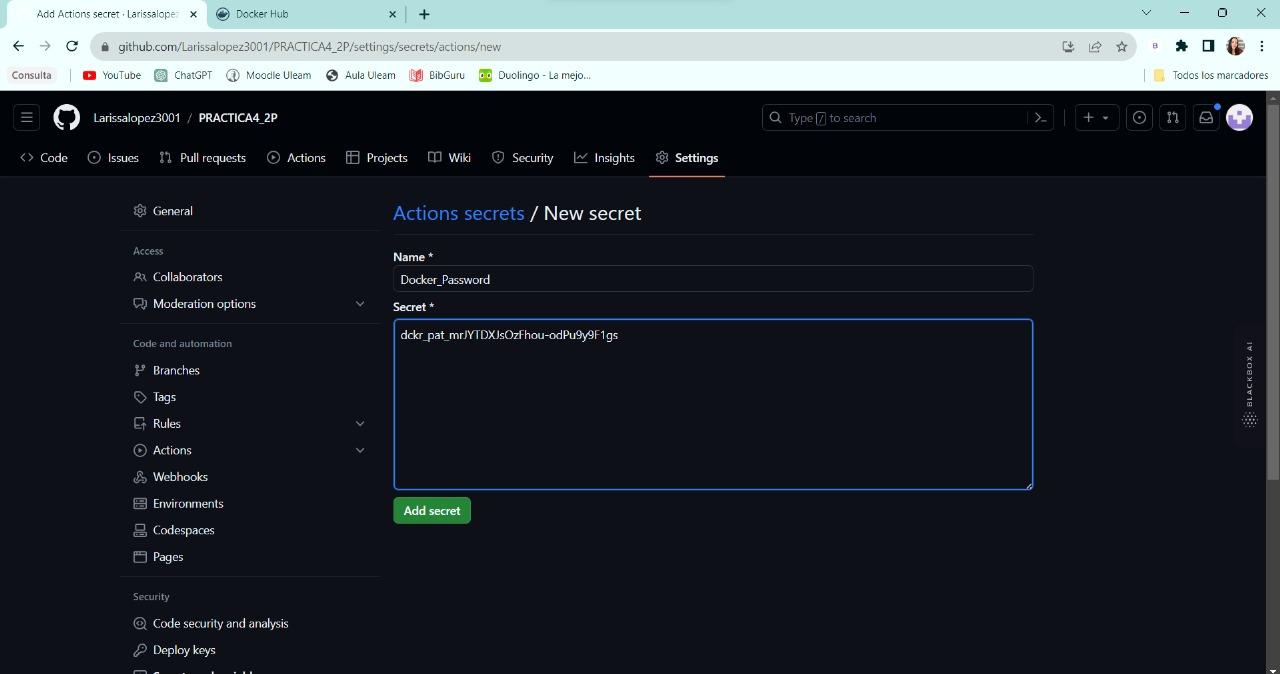 Add Actions secret · Larissalopez
Docker Hub
github.com/Larissalopez3001/PRACTICA4_2P/settings/secrets/actions/new
Consulta
YouTube
ChatGPT
Moodle Uleam
Aula Uleam
BibGuru
Duolingo - La mejo...
Todos los marcadores
Larissalopez3001 / PRACTICA4_2P
Type / to search
Code
Issues
Pull requests
Actions
Projects
Wiki
Security
Insights
Settings
General
Access
Collaborators
Moderation options
Code and automation
Branches
Tags
Rules
Actions
Webhooks
Environments
Codespaces
Pages
Security
Code security and analysis
Deploy keys
Actions secrets / New secret
Name *
Docker_Password
Secret *
dckr_pat_mrJYTDXJsOzFhou-odPu9y9F1gs
Add secret
BLACKBOX AI